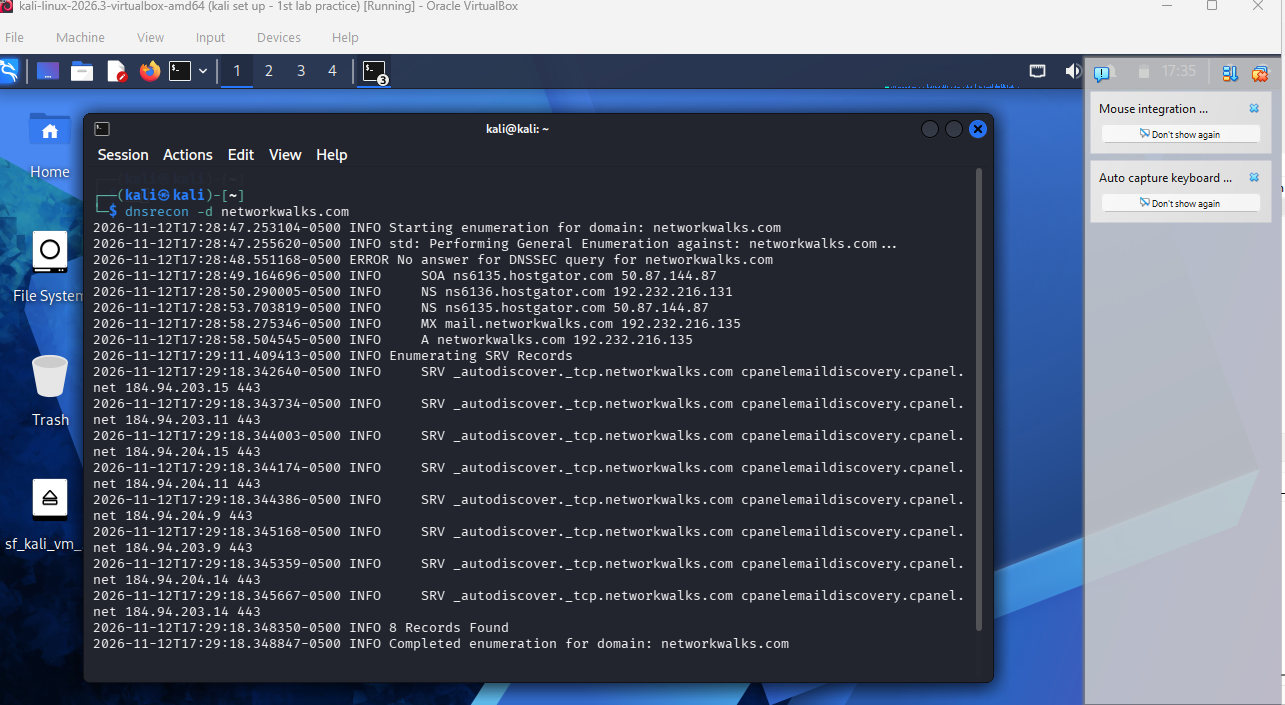 kali-linux-2026.3-virtualbox-amd64 (kali set up - 1st lab practice) [Running] - Oracle VirtualBox
File Machine View Input Devices Help
1 2 3 4
3
17:35
Mouse integration ...
Don't show again
Auto capture keyboard ...
Don't show again
Home
File System
Trash
sf_kali_vm_
kali@kali: ~
Session Actions Edit View Help
┌──(kali㉿kali)-[~]
└─$ dnsrecon -d networkwalks.com
2026-11-12T17:28:47.253104-0500 INFO Starting enumeration for domain: networkwalks.com
2026-11-12T17:28:47.255620-0500 INFO std: Performing General Enumeration against: networkwalks.com...
2026-11-12T17:28:48.551168-0500 ERROR No answer for DNSSEC query for networkwalks.com
2026-11-12T17:28:49.164696-0500 INFO SOA ns6135.hostgator.com 50.87.144.87
2026-11-12T17:28:50.290005-0500 INFO NS ns6136.hostgator.com 192.232.216.131
2026-11-12T17:28:53.703819-0500 INFO NS ns6135.hostgator.com 50.87.144.87
2026-11-12T17:28:58.275346-0500 INFO MX mail.networkwalks.com 192.232.216.135
2026-11-12T17:28:58.504545-0500 INFO A networkwalks.com 192.232.216.135
2026-11-12T17:29:11.409413-0500 INFO Enumerating SRV Records
2026-11-12T17:29:18.342640-0500 INFO SRV _autodiscover._tcp.networkwalks.com cpanelemaildiscovery.cpanel.
net 184.94.203.15 443
2026-11-12T17:29:18.343734-0500 INFO SRV _autodiscover._tcp.networkwalks.com cpanelemaildiscovery.cpanel.
net 184.94.203.11 443
2026-11-12T17:29:18.344003-0500 INFO SRV _autodiscover._tcp.networkwalks.com cpanelemaildiscovery.cpanel.
net 184.94.204.15 443
2026-11-12T17:29:18.344174-0500 INFO SRV _autodiscover._tcp.networkwalks.com cpanelemaildiscovery.cpanel.
net 184.94.204.11 443
2026-11-12T17:29:18.344386-0500 INFO SRV _autodiscover._tcp.networkwalks.com cpanelemaildiscovery.cpanel.
net 184.94.204.9 443
2026-11-12T17:29:18.345168-0500 INFO SRV _autodiscover._tcp.networkwalks.com cpanelemaildiscovery.cpanel.
net 184.94.203.9 443
2026-11-12T17:29:18.345359-0500 INFO SRV _autodiscover._tcp.networkwalks.com cpanelemaildiscovery.cpanel.
net 184.94.204.14 443
2026-11-12T17:29:18.345667-0500 INFO SRV _autodiscover._tcp.networkwalks.com cpanelemaildiscovery.cpanel.
net 184.94.203.14 443
2026-11-12T17:29:18.348350-0500 INFO 8 Records Found
2026-11-12T17:29:18.348847-0500 INFO Completed enumeration for domain: networkwalks.com